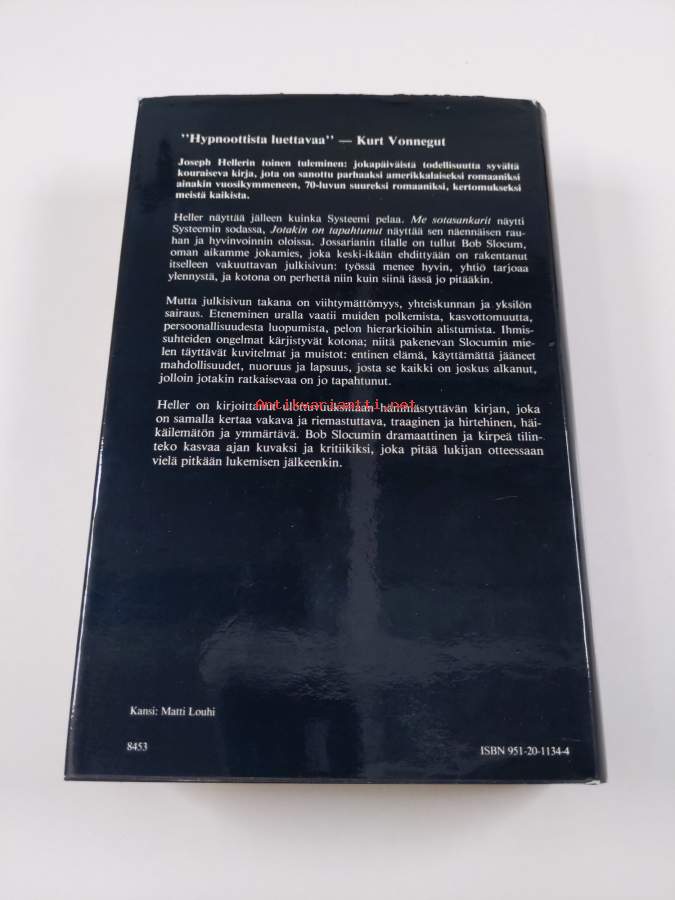 "Hypnoottista luettavaa" — Kurt Vonnegut
Joseph Hellerin toinen tuleminen: jokapäiväistä todellisuutta syvältä
kouraiseva kirja, jota on sanottu parhaaksi amerikkalaiseksi romaaniksi
ainakin vuosikymmeneen, 70-luvun suureksi romaaniksi, kertomukseksi
meistä kaikista.
Heller näyttää jälleen kuinka Systeemi pelaa. Me sotasankarit näytti
Systeemin sodassa, Jotakin on tapahtunut näyttää sen näennäisen rau-
han ja hyvinvoinnin oloissa. Jossarianin tilalle on tullut Bob Slocum,
oman aikamme jokamies, joka keski-ikään ehdittyään on rakentanut
itselleen vakuuttavan julkisivun: työssä menee hyvin, yhtiö tarjoaa
ylennystä, ja kotona on perhettä niin kuin siinä iässä jo pitääkin.
Mutta julkisivun takana on viihtymättömyys, yhteiskunnan ja yksilön
sairaus. Eteneminen uralla vaatii muiden polkemista, kasvottomuutta,
persoonallisuudesta luopumista, pelon hierarkioihin alistumista. Ihmis-
suhteiden ongelmat kärjistyvät kotona; niitä pakenevan Slocumin mie-
len täyttävät kuvitelmat ja muistot: entinen elämä, käyttämättä jääneet
mahdollisuudet, nuoruus ja lapsuus, josta se kaikki on joskus alkanut,
jolloin jotakin ratkaisevaa on jo tapahtunut.
Antikvariaatti.net
Heller on kirjoittanut ulottuvuuksiltaan hämmästyttävän kirjan, joka
on samalla kertaa vakava ja riemastuttava, traaginen ja hirtehinen, häi-
käilemätön ja ymmärtävä. Bob Slocumin dramaattinen ja kirpeä tilin-
teko kasvaa ajan kuvaksi ja kritiikiksi, joka pitää lukijan otteessaan
vielä pitkään lukemisen jälkeenkin.
Kansi: Matti Louhi
8453
ISBN 951-20-1134-4